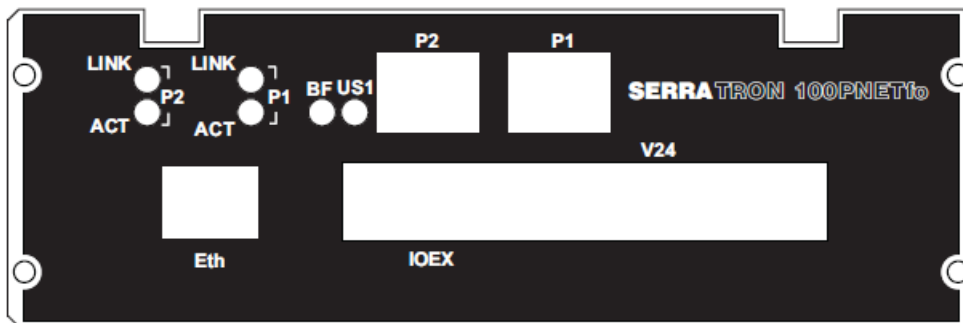 P2 P1
LINK LINK
P2 P1 BF US1 SERRATRON 100PNETfo
ACT ACT
V24
Eth IOEX